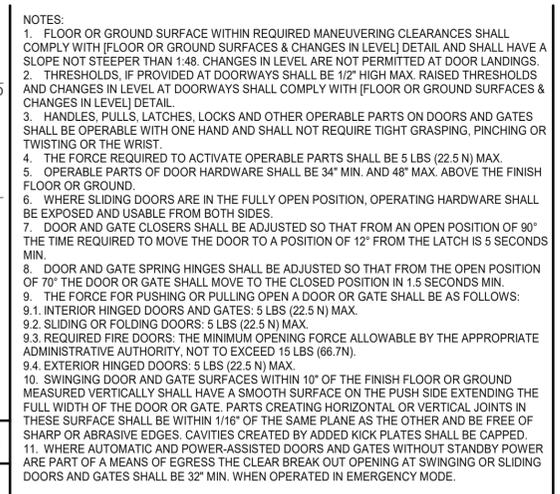 NOTES:
1. FLOOR OR GROUND SURFACE WITHIN REQUIRED MANEUVERING CLEARANCES SHALL
COMPLY WITH [FLOOR OR GROUND SURFACES & CHANGES IN LEVEL] DETAIL AND SHALL HAVE A
SLOPE NOT STEEPER THAN 1:48. CHANGES IN LEVEL ARE NOT PERMITTED AT DOOR LANDINGS.
2. THRESHOLDS, IF PROVIDED AT DOORWAYS SHALL BE 1/2" HIGH MAX. RAISED THRESHOLDS
AND CHANGES IN LEVEL AT DOORWAYS SHALL COMPLY WITH [FLOOR OR GROUND SURFACES &
CHANGES IN LEVEL] DETAIL.
3. HANDLES, PULLS, LATCHES, LOCKS AND OTHER OPERABLE PARTS ON DOORS AND GATES
SHALL BE OPERABLE WITH ONE HAND AND SHALL NOT REQUIRE TIGHT GRASPING, PINCHING OR
TWISTING OR THE WRIST.
4. THE FORCE REQUIRED TO ACTIVATE OPERABLE PARTS SHALL BE 5 LBS (22.5 N) MAX.
5. OPERABLE PARTS OF DOOR HARDWARE SHALL BE 34" MIN. AND 48" MAX. ABOVE THE FINISH
FLOOR OR GROUND.
6. WHERE SLIDING DOORS ARE IN THE FULLY OPEN POSITION, OPERATING HARDWARE SHALL
BE EXPOSED AND USABLE FROM BOTH SIDES.
7. DOOR AND GATE CLOSERS SHALL BE ADJUSTED SO THAT FROM AN OPEN POSITION OF 90°
THE TIME REQUIRED TO MOVE THE DOOR TO A POSITION OF 12° FROM THE LATCH IS 5 SECONDS
MIN.
8. DOOR AND GATE SPRING HINGES SHALL BE ADJUSTED SO THAT FROM THE OPEN POSITION
OF 70° THE DOOR OR GATE SHALL MOVE TO THE CLOSED POSITION IN 1.5 SECONDS MIN.
9. THE FORCE FOR PUSHING OR PULLING OPEN A DOOR OR GATE SHALL BE AS FOLLOWS:
9.1. INTERIOR HINGED DOORS AND GATES: 5 LBS (22.5 N) MAX.
9.2. SLIDING OR FOLDING DOORS: 5 LBS (22.5 N) MAX.
9.3. REQUIRED FIRE DOORS: THE MINIMUM OPENING FORCE ALLOWABLE BY THE APPROPRIATE
ADMINISTRATIVE AUTHORITY, NOT TO EXCEED 15 LBS (66.7N).
9.4. EXTERIOR HINGED DOORS: 5 LBS (22.5 N) MAX.
10. SWINGING DOOR AND GATE SURFACES WITHIN 10" OF THE FINISH FLOOR OR GROUND
MEASURED VERTICALLY SHALL HAVE A SMOOTH SURFACE ON THE PUSH SIDE EXTENDING THE
FULL WIDTH OF THE DOOR OR GATE. PARTS CREATING HORIZONTAL OR VERTICAL JOINTS IN
THESE SURFACE SHALL BE WITHIN 1/16" OF THE SAME PLANE AS THE OTHER AND BE FREE OF
SHARP OR ABRASIVE EDGES. CAVITIES CREATED BY ADDED KICK PLATES SHALL BE CAPPED.
11. WHERE AUTOMATIC AND POWER-ASSISTED DOORS AND GATES WITHOUT STANDBY POWER
ARE PART OF A MEANS OF EGRESS THE CLEAR BREAK OUT OPENING AT SWINGING OR SLIDING
DOORS AND GATES SHALL BE 32" MIN. WHEN OPERATED IN EMERGENCY MODE.